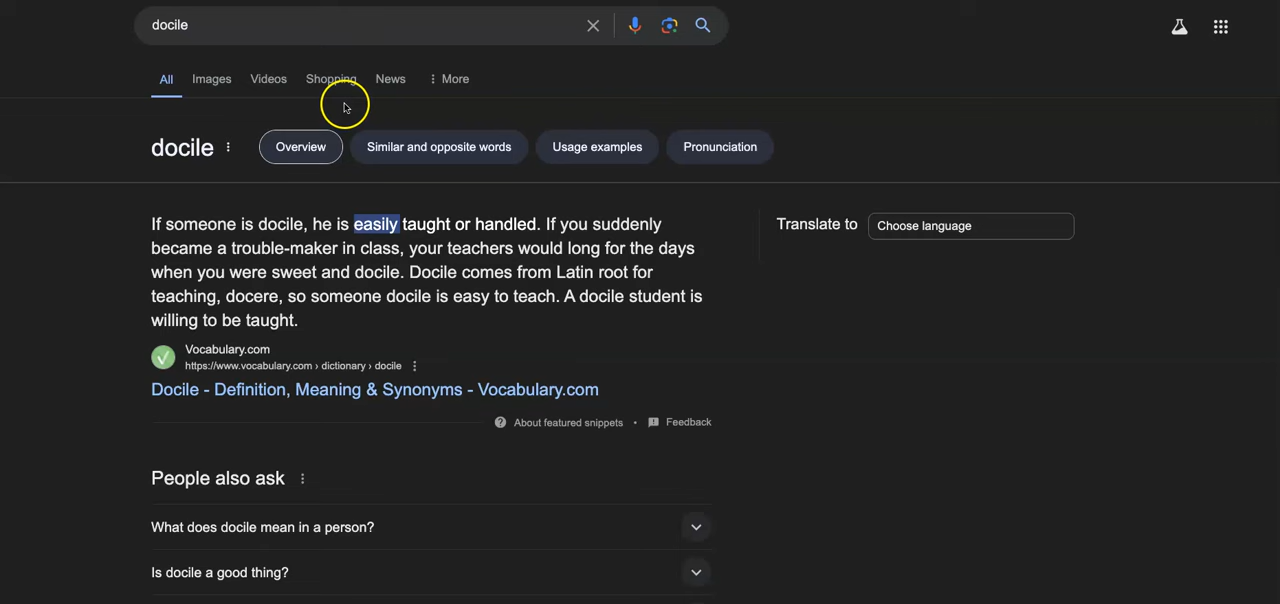 docile
All Images Videos Shopping News More
docile Overview Similar and opposite words Usage examples Pronunciation
If someone is docile, he is easily taught or handled. If you suddenly
became a trouble-maker in class, your teachers would long for the days
when you were sweet and docile. Docile comes from Latin root for
teaching, docere, so someone docile is easy to teach. A docile student is
willing to be taught.
Translate to Choose language
Vocabulary.com
https://www.vocabulary.com › dictionary › docile
Docile - Definition, Meaning & Synonyms - Vocabulary.com
About featured snippets • Feedback
People also ask
What does docile mean in a person?
Is docile a good thing?